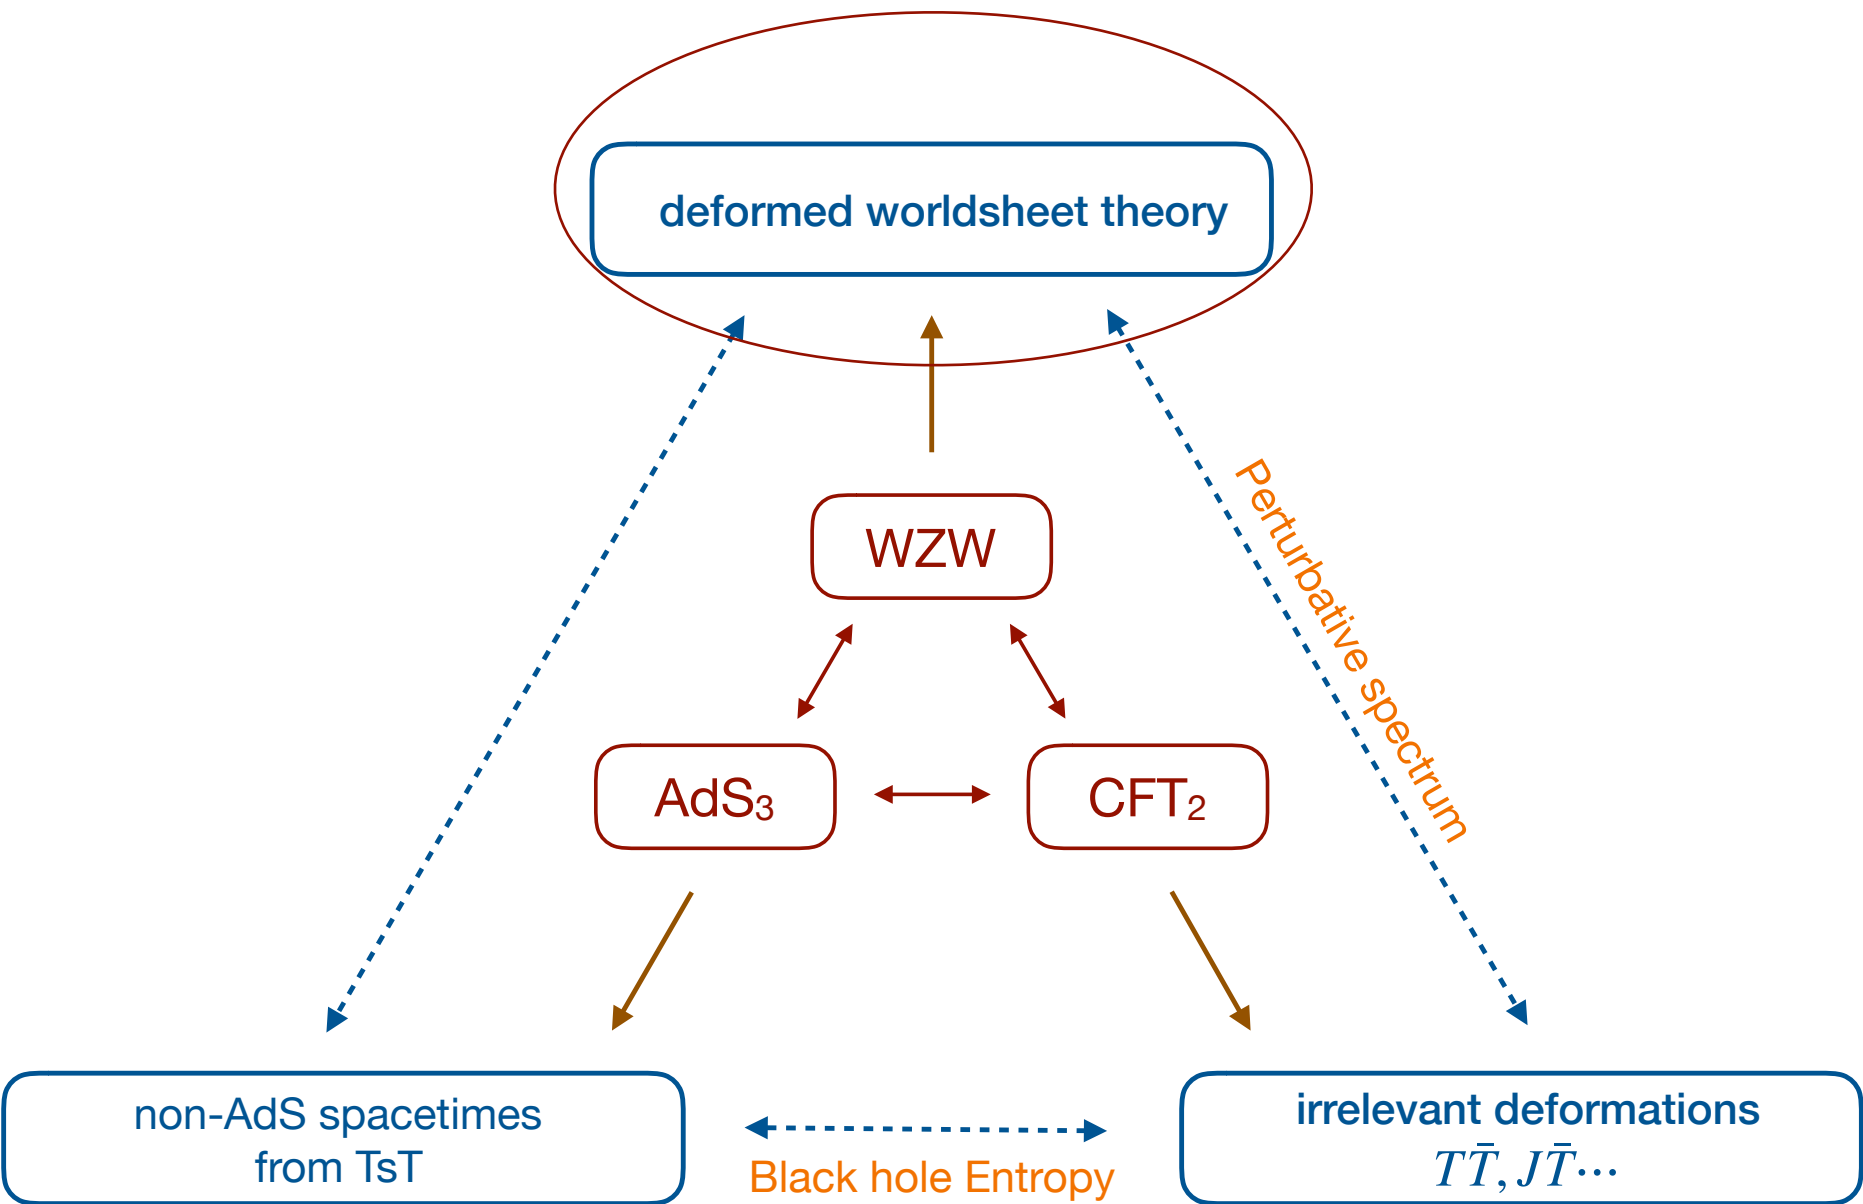 deformed worldsheet theory
WZW
Perturbative spectrum
AdS₃
CFT₂
non-AdS spacetimes
from TsT
Black hole Entropy
irrelevant deformations
TT̄, JT̄⋯